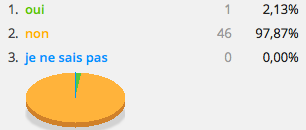 1. oui 1 2,13%
2. non 46 97,87%
3. je ne sais pas 0 0,00%